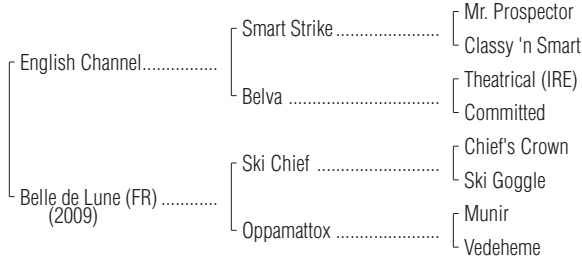 Mr. Prospector
Smart Strike ......................
Classy 'n Smart
English Channel...............
Theatrical (IRE)
Belva ................................
Committed
Chief's Crown
Ski Chief ..........................
Ski Goggle
Belle de Lune (FR) ...........
(2009)
Munir
Oppamattox ......................
Vedeheme